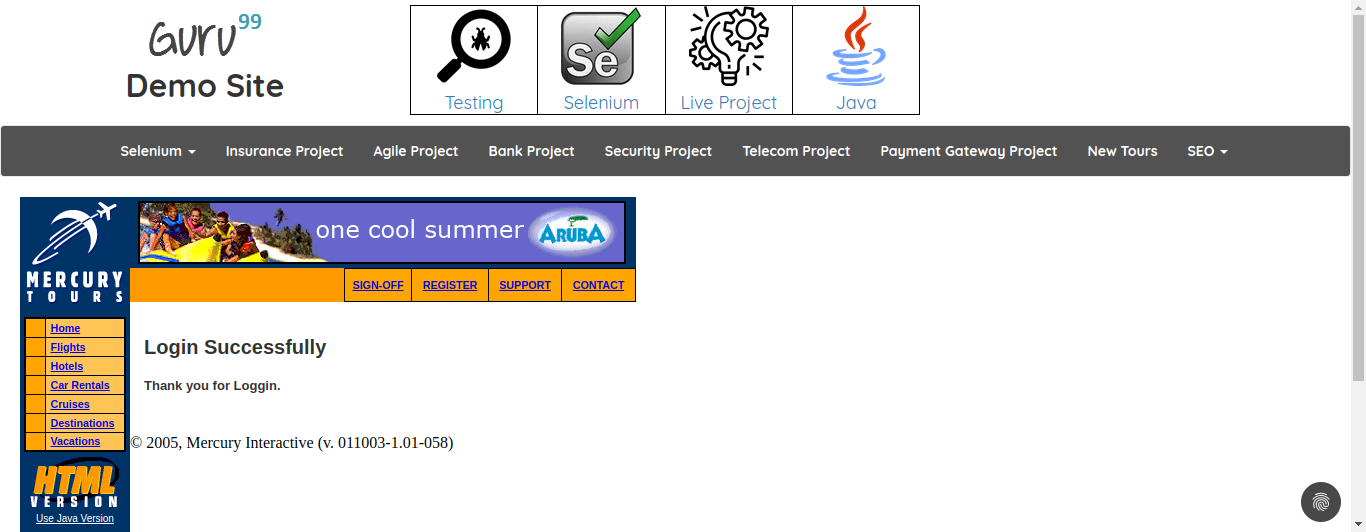 Guru99
Demo Site
Testing
Selenium
Live Project
Java
Se
Selenium
Insurance Project
Agile Project
Bank Project
Security Project
Telecom Project
Payment Gateway Project
New Tours
SEO
MERCURY
TOURS
one cool summer
ARUBA
SIGN-OFF
REGISTER
SUPPORT
CONTACT
Home
Flights
Hotels
Car Rentals
Cruises
Destinations
Vacations
HTML
VERSION
Use Java Version
Login Successfully
Thank you for Loggin.
© 2005, Mercury Interactive (v. 011003-1.01-058)